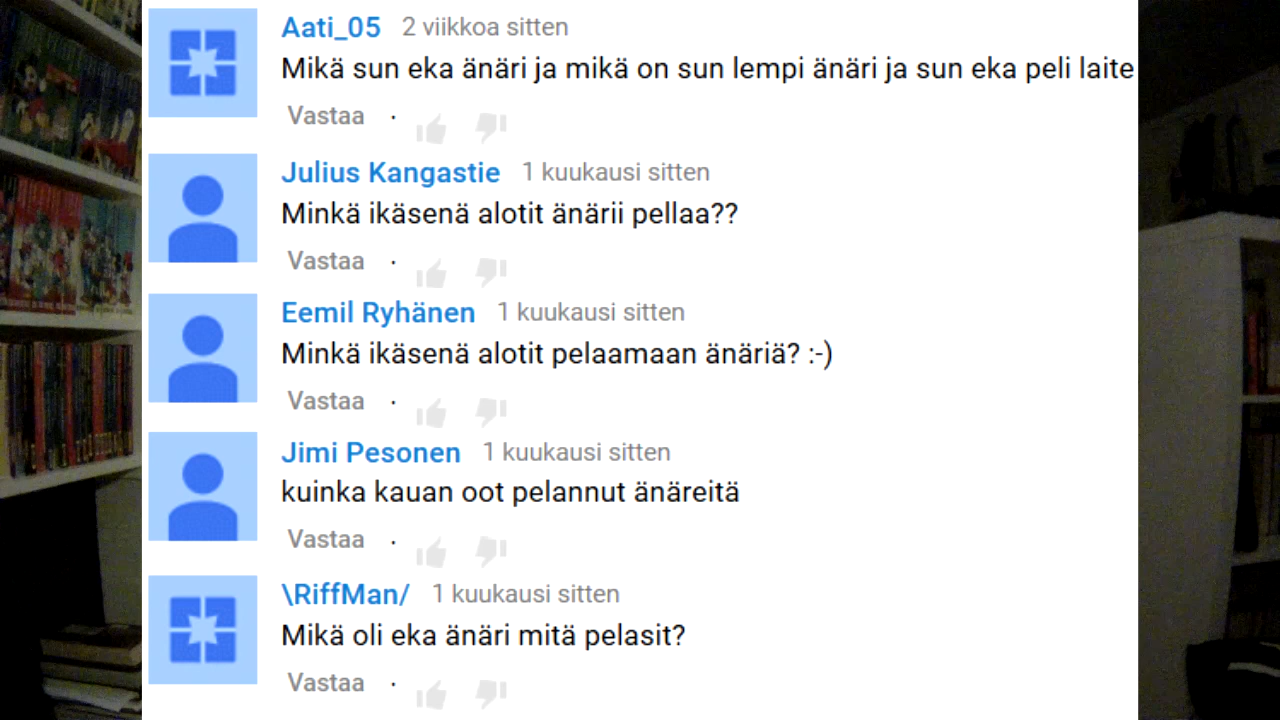 Aati_05 2 viikkoa sitten
Mikä sun eka änäri ja mikä on sun lempi änäri ja sun eka peli laite
Vastaa ·
Julius Kangastie 1 kuukausi sitten
Minkä ikäsenä alotit änärii pellaa??
Vastaa ·
Eemil Ryhänen 1 kuukausi sitten
Minkä ikäsenä alotit pelaamaan änäriä? :-)
Vastaa ·
Jimi Pesonen 1 kuukausi sitten
kuinka kauan oot pelannut änäreitä
Vastaa ·
\RiffMan/ 1 kuukausi sitten
Mikä oli eka änäri mitä pelasit?
Vastaa ·